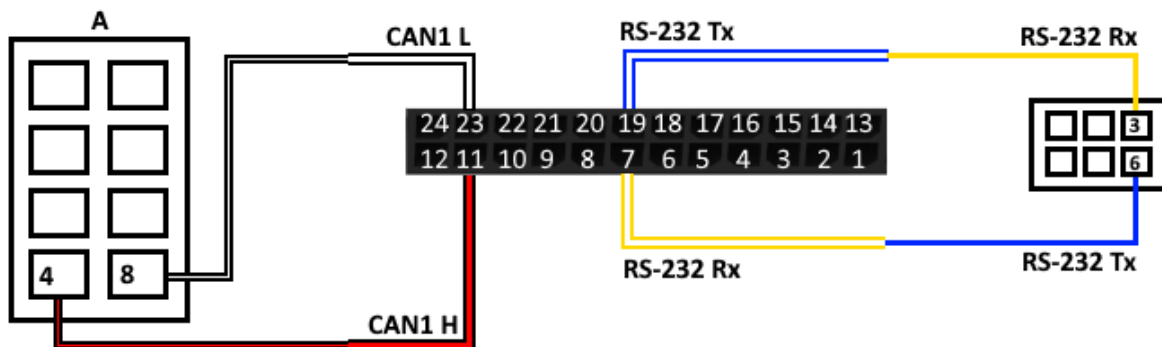 A
CAN1 L
RS-232 Tx
RS-232 Rx
24 23 22 21 20 19 18 17 16 15 14 13
12 11 10 9 8 7 6 5 4 3 2 1
3
6
4
8
RS-232 Rx
RS-232 Tx
CAN1 H